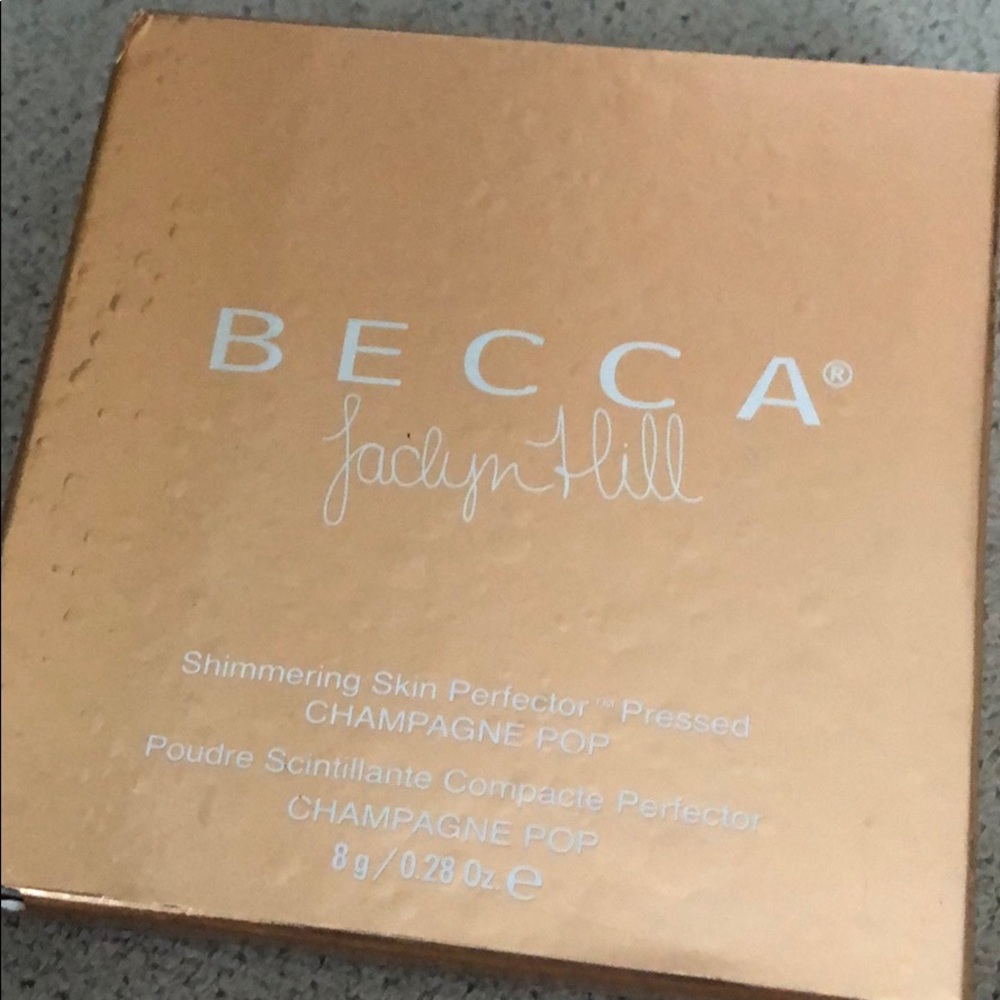 BECCA®
Jaclyn Hill
Shimmering Skin Perfector™ Pressed
CHAMPAGNE POP
Poudre Scintillante Compacte Perfector
CHAMPAGNE POP
8 g / 0.28 Oz. ℮